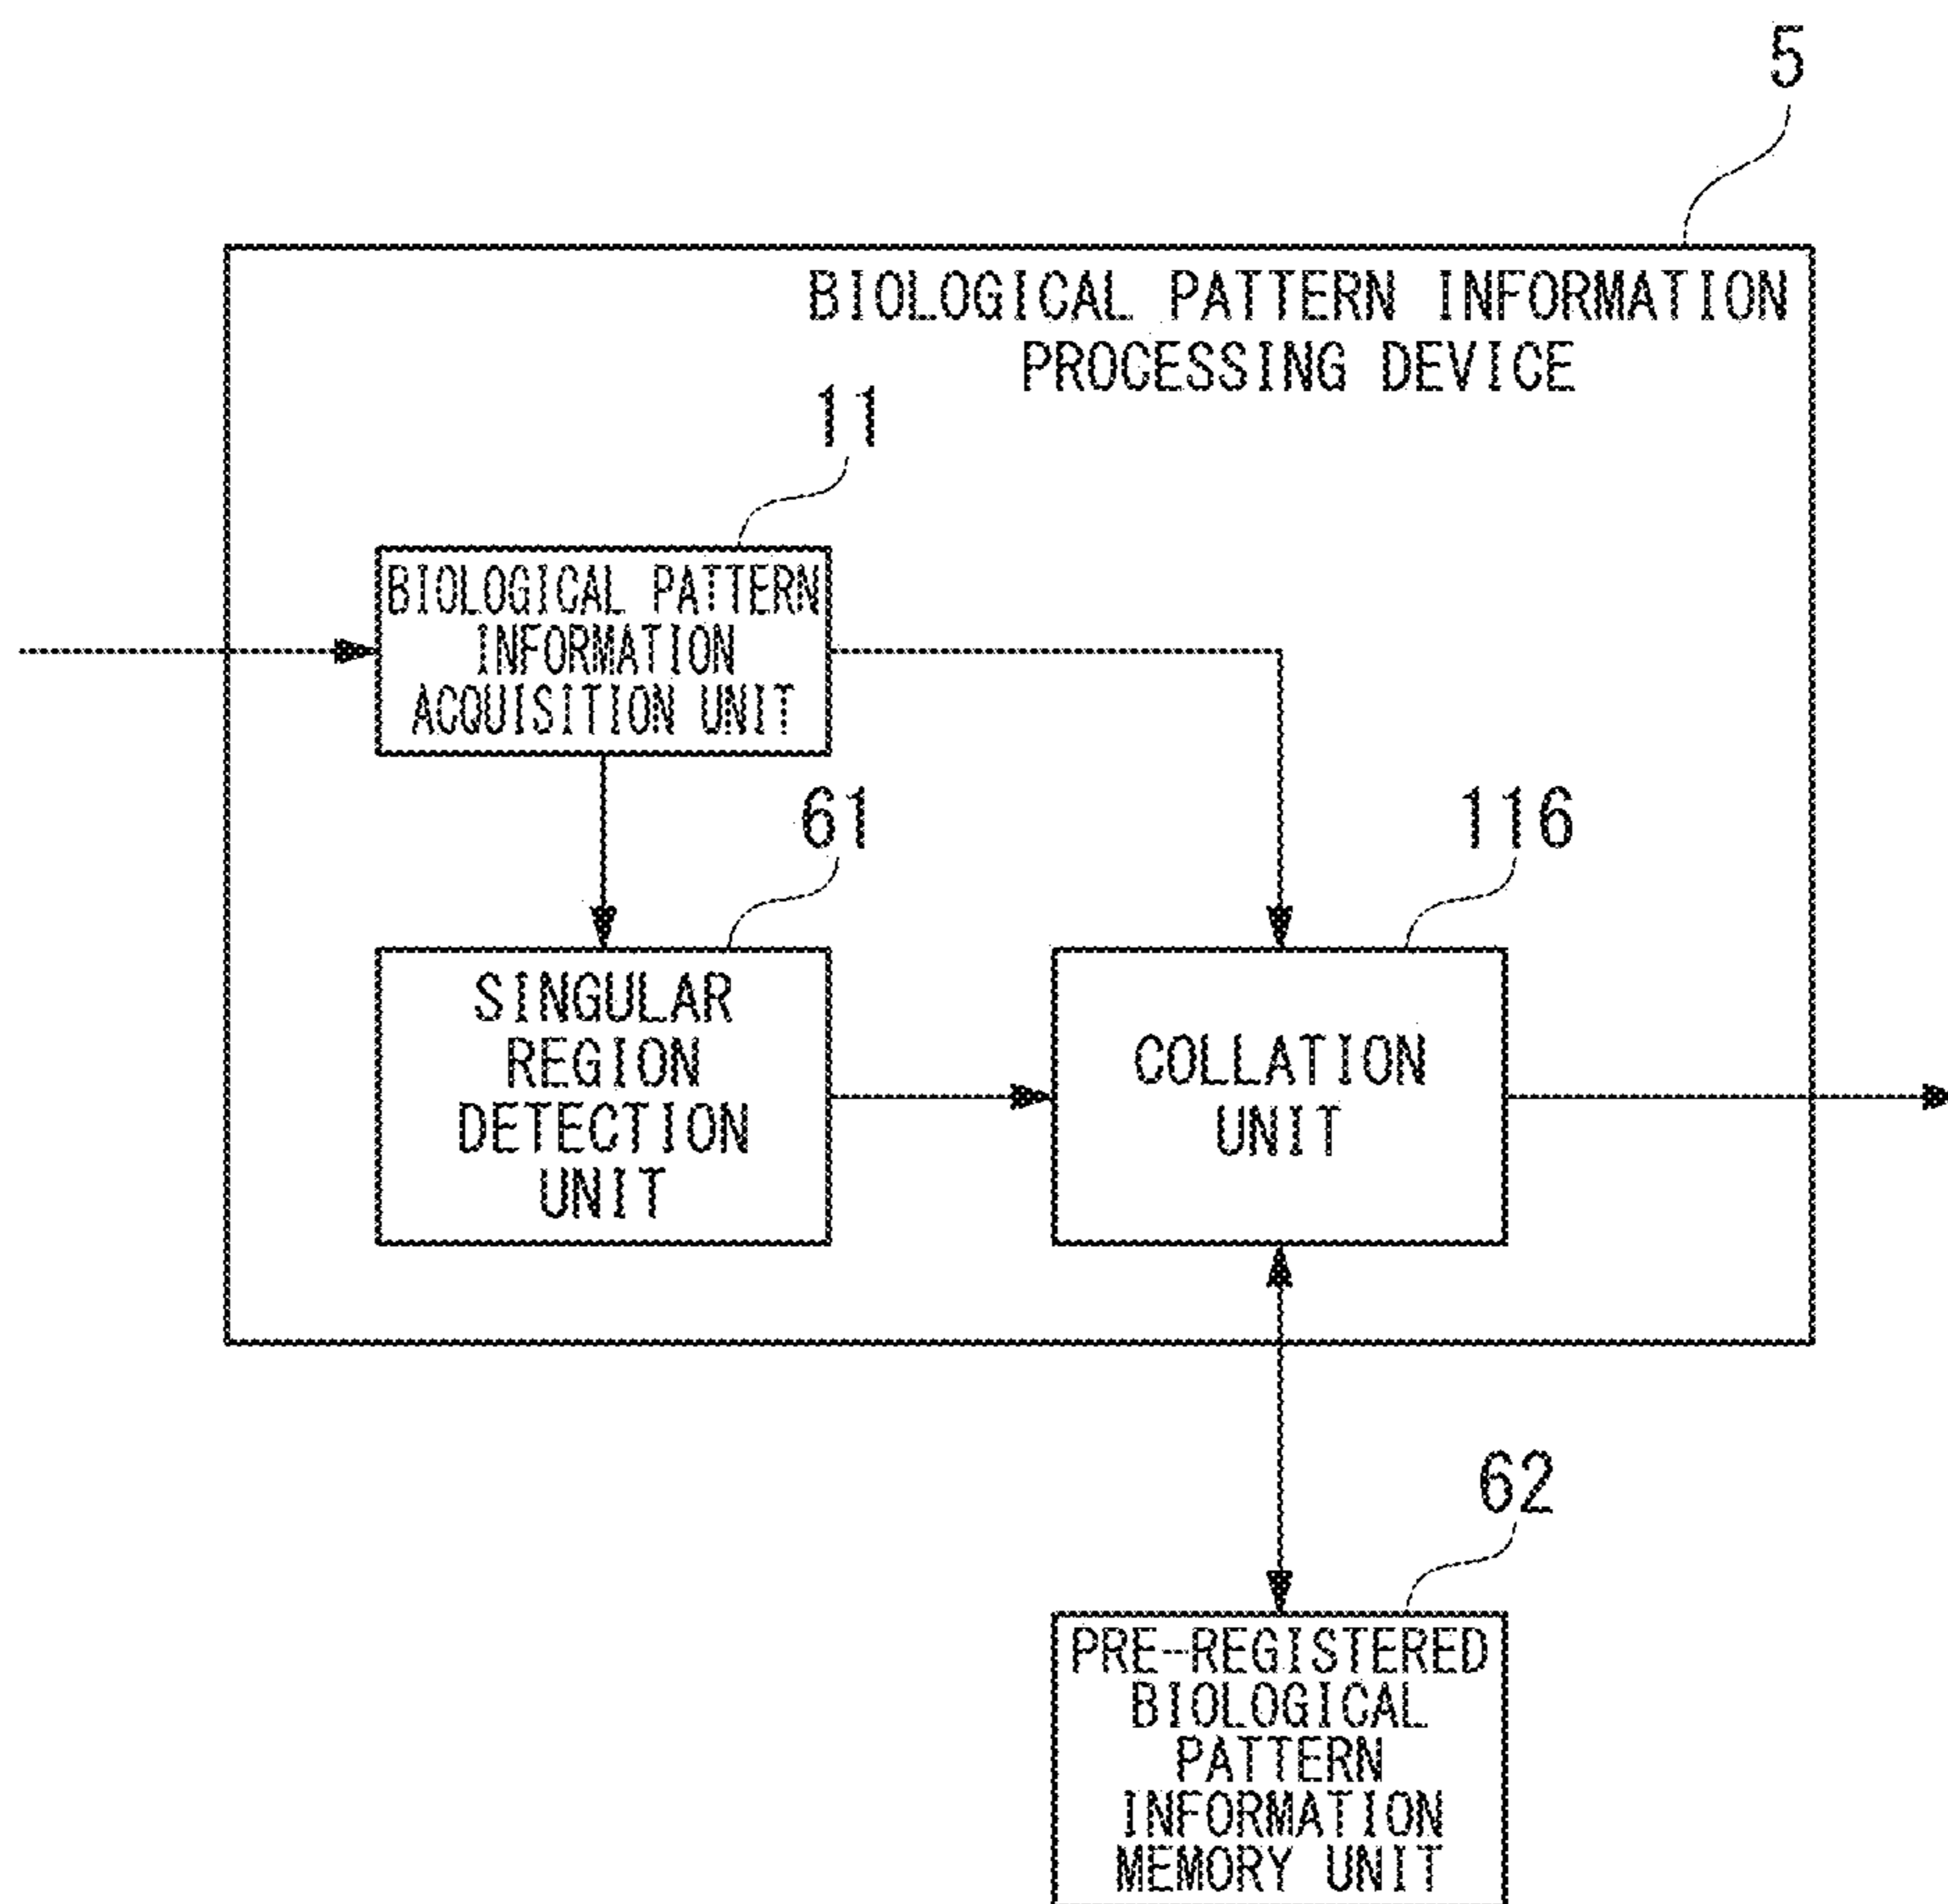 5
BIOLOGICAL PATTERN INFORMATION
PROCESSING DEVICE
11
BIOLOGICAL PATTERN
INFORMATION
ACQUISITION UNIT
61
116
SINGULAR
REGION
DETECTION
UNIT
COLLATION
UNIT
62
PRE-REGISTERED
BIOLOGICAL
PATTERN
INFORMATION
MEMORY UNIT